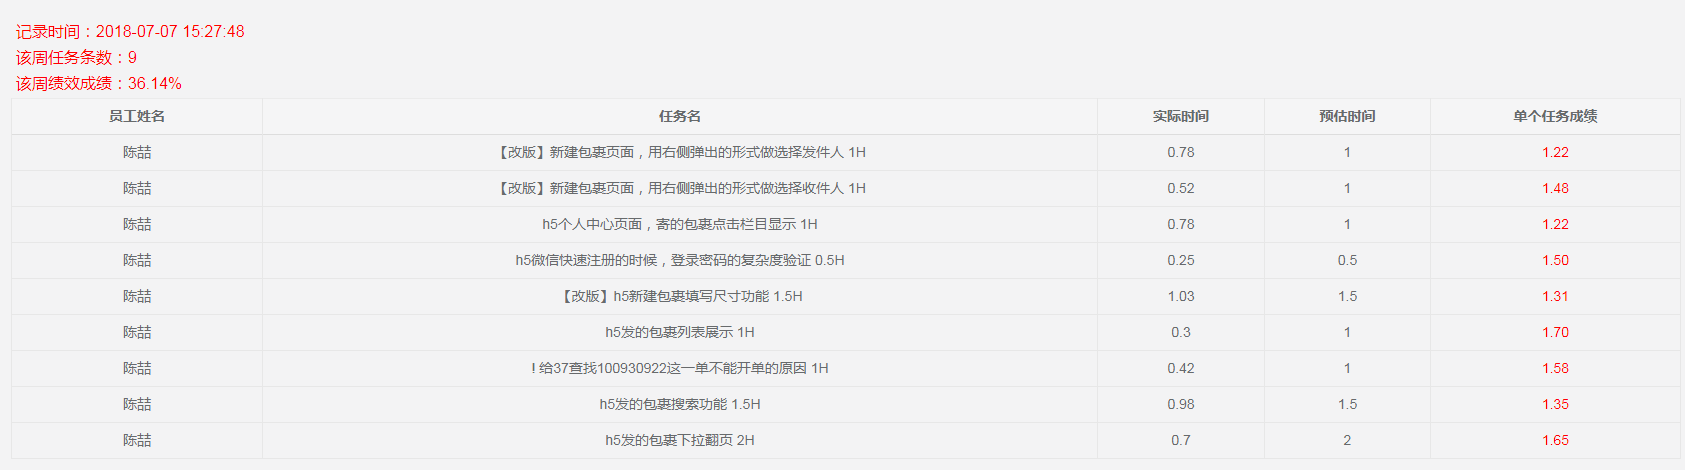 记录时间：2018-07-07 15:27:48
该周任务条数：9
该周绩效成绩：36.14%
员工姓名 任务名 实际时间 预估时间 单个任务成绩
陈喆 【改版】新建包裹页面，用右侧弹出的形式做选择发件人 1H 0.78 1 1.22
陈喆 【改版】新建包裹页面，用右侧弹出的形式做选择收件人 1H 0.52 1 1.48
陈喆 h5个人中心页面，寄的包裹点击栏目显示 1H 0.78 1 1.22
陈喆 h5微信快速注册的时候，登录密码的复杂度验证 0.5H 0.25 0.5 1.50
陈喆 【改版】h5新建包裹填写尺寸功能 1.5H 1.03 1.5 1.31
陈喆 h5发的包裹列表展示 1H 0.3 1 1.70
陈喆 ! 给37查找100930922这一单不能开单的原因 1H 0.42 1 1.58
陈喆 h5发的包裹搜索功能 1.5H 0.98 1.5 1.35
陈喆 h5发的包裹下拉翻页 2H 0.7 2 1.65